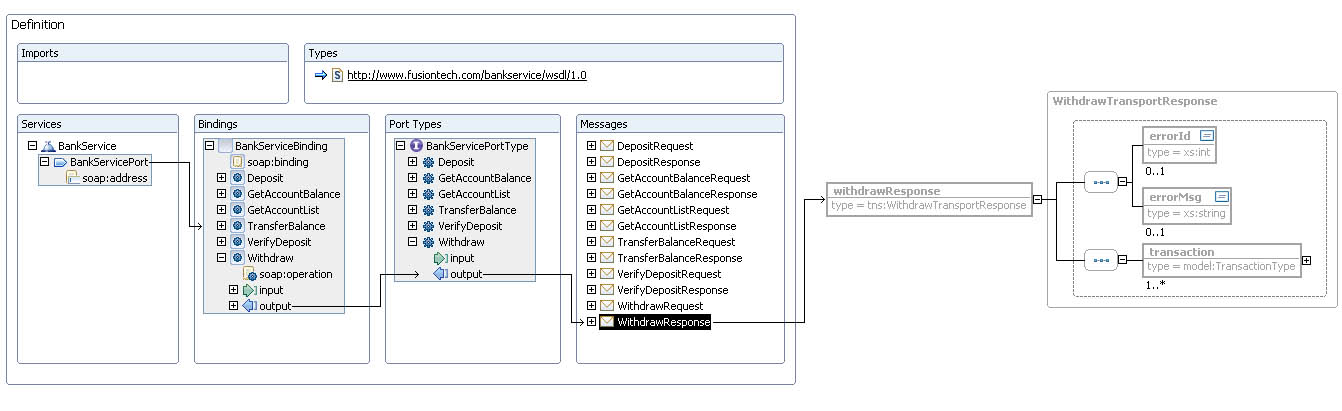 Definition
Imports
Types
http://www.fusiontech.com/bankservice/wsdl/1.0
Services
BankService
BankServicePort
soap:address
Bindings
BankServiceBinding
soap:binding
Deposit
GetAccountBalance
GetAccountList
TransferBalance
VerifyDeposit
Withdraw
soap:operation
input
output
Port Types
BankServicePortType
Deposit
GetAccountBalance
GetAccountList
TransferBalance
VerifyDeposit
Withdraw
input
output
Messages
DepositRequest
DepositResponse
GetAccountBalanceRequest
GetAccountBalanceResponse
GetAccountListRequest
GetAccountListResponse
TransferBalanceRequest
TransferBalanceResponse
VerifyDepositRequest
VerifyDepositResponse
WithdrawRequest
WithdrawResponse
withdrawResponse
type = tns:WithdrawTransportResponse
WithdrawTransportResponse
errorId
type = xs:int
0..1
errorMsg
type = xs:string
0..1
transaction
type = model:TransactionType
1..*